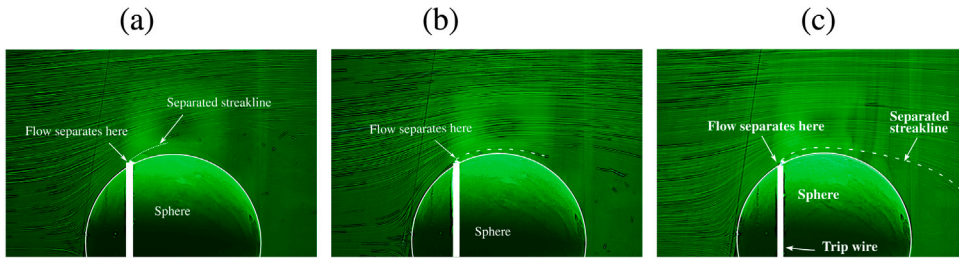 (a)
Separated streakline
Flow separates here
Sphere
(b)
Flow separates here
Sphere
(c)
Flow separates here
Separated
streakline
Sphere
Trip wire